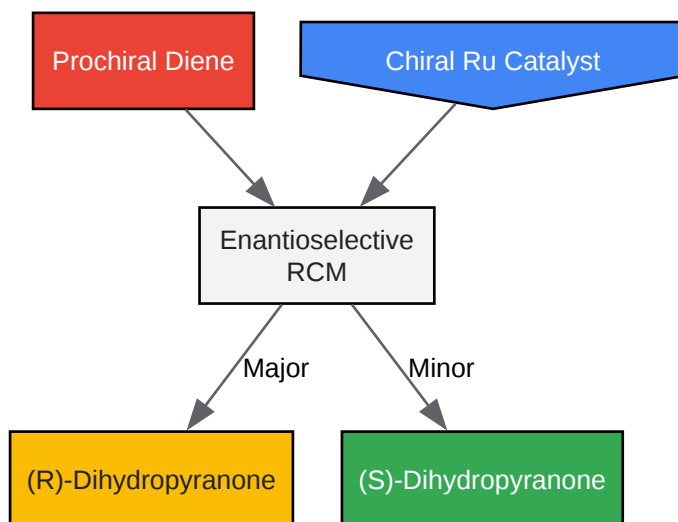 Prochiral Diene
Chiral Ru Catalyst
Enantioselective
RCM
Major
Minor
(R)-Dihydropyranone
(S)-Dihydropyranone